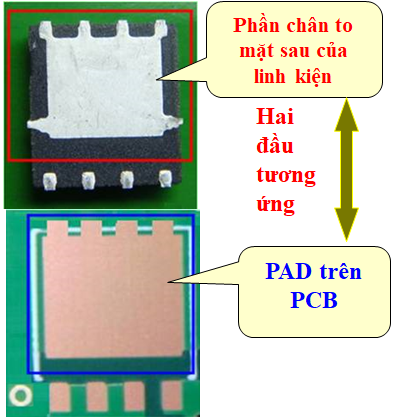 Phần chân to
mặt sau của
linh kiện
Hai
đầu
tương
ứng
PAD trên
PCB